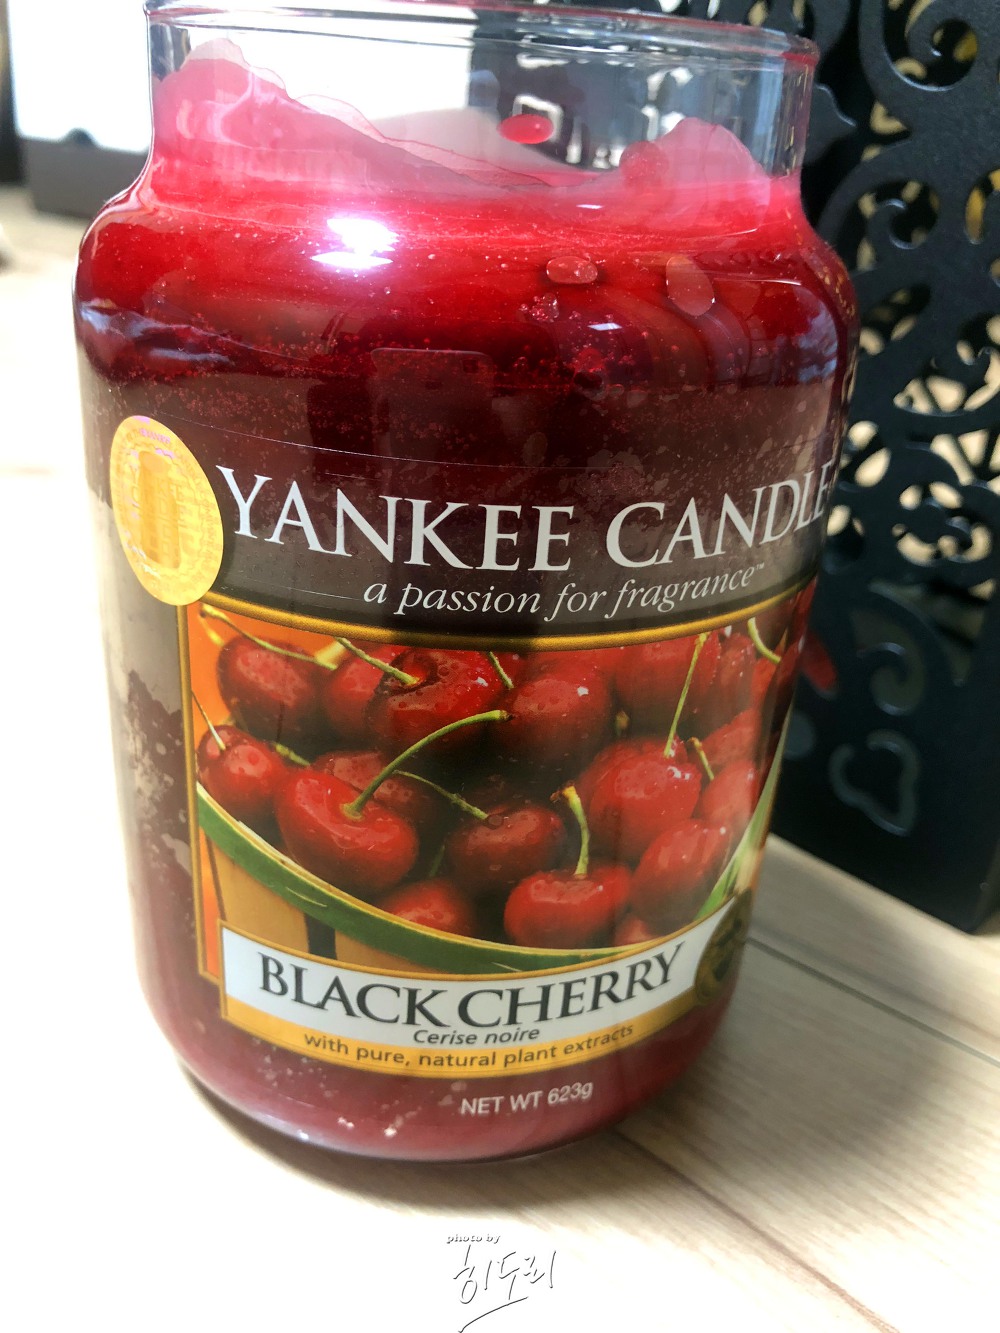 YANKEE CANDLE
a passion for fragrance™
BLACK CHERRY
Cerise noire
with pure, natural plant extracts
NET WT 623g
photo by
히두리